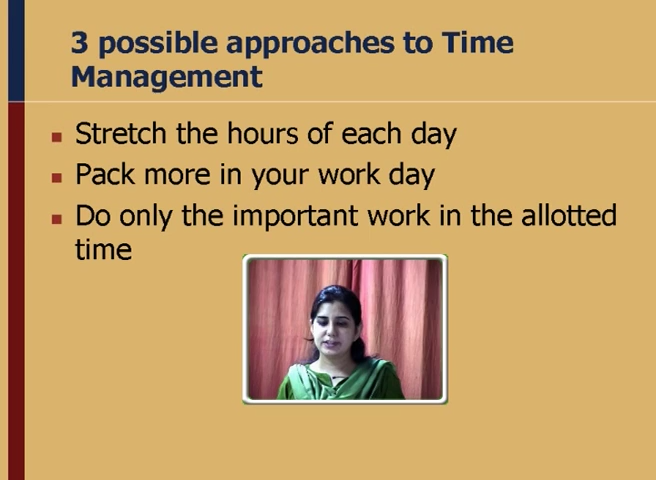 3 possible approaches to Time
Management
Stretch the hours of each day
Pack more in your work day
Do only the important work in the allotted
time